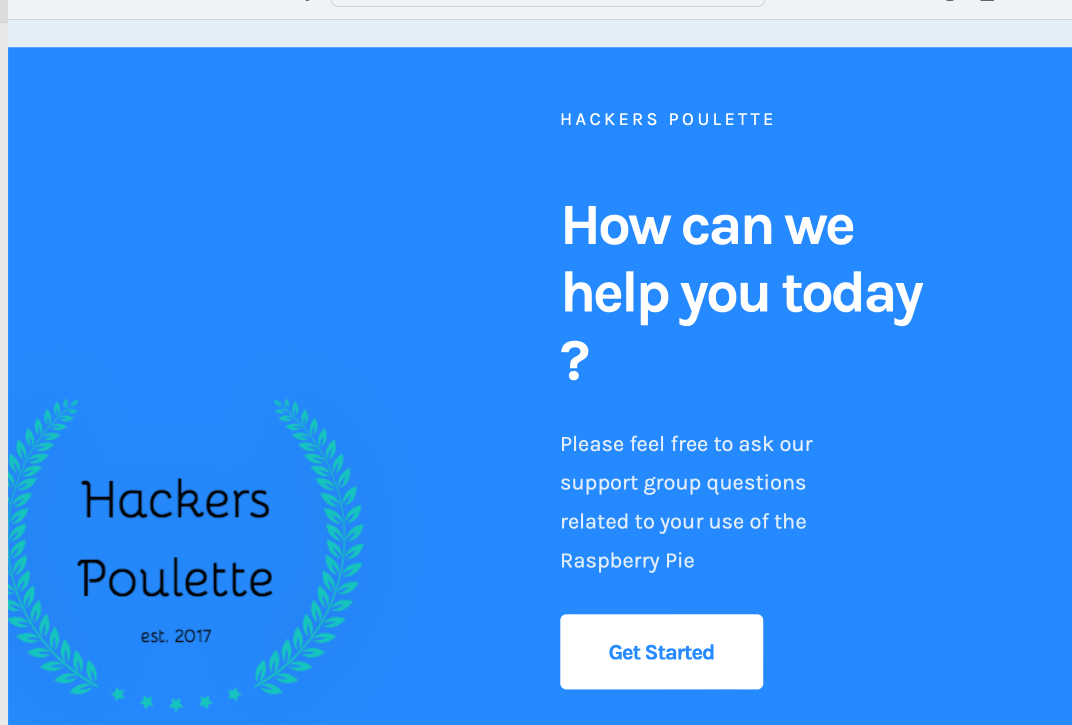 HACKERS POULETTE
How can we
help you today
?
Please feel free to ask our
support group questions
related to your use of the
Raspberry Pie
Get Started
Hackers
Poulette
est. 2017